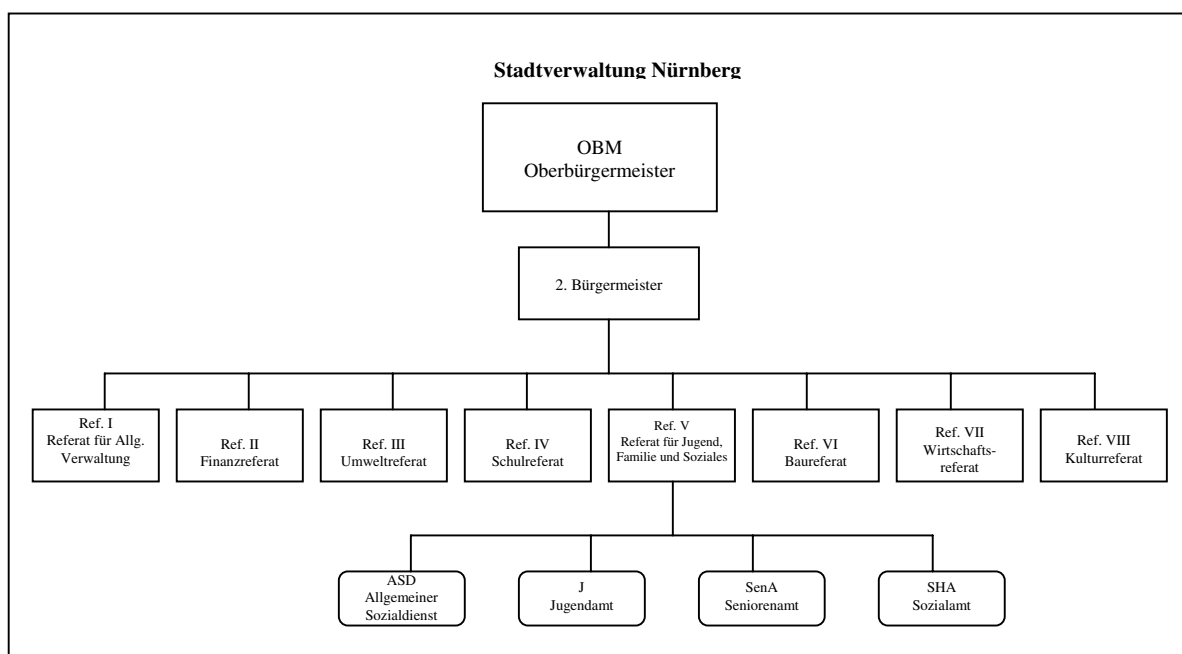 Stadtverwaltung Nürnberg
OBM
Oberbürgermeister
2. Bürgermeister
Ref. I
Referat für Allg.
Verwaltung
Ref. II
Finanzreferat
Ref. III
Umweltreferat
Ref. IV
Schulreferat
Ref. V
Referat für Jugend,
Familie und Soziales
Ref. VI
Baureferat
Ref. VII
Wirtschafts-
referat
Ref. VIII
Kulturreferat
ASD
Allgemeiner
Sozialdienst
J
Jugendamt
SenA
Seniorenamt
SHA
Sozialamt